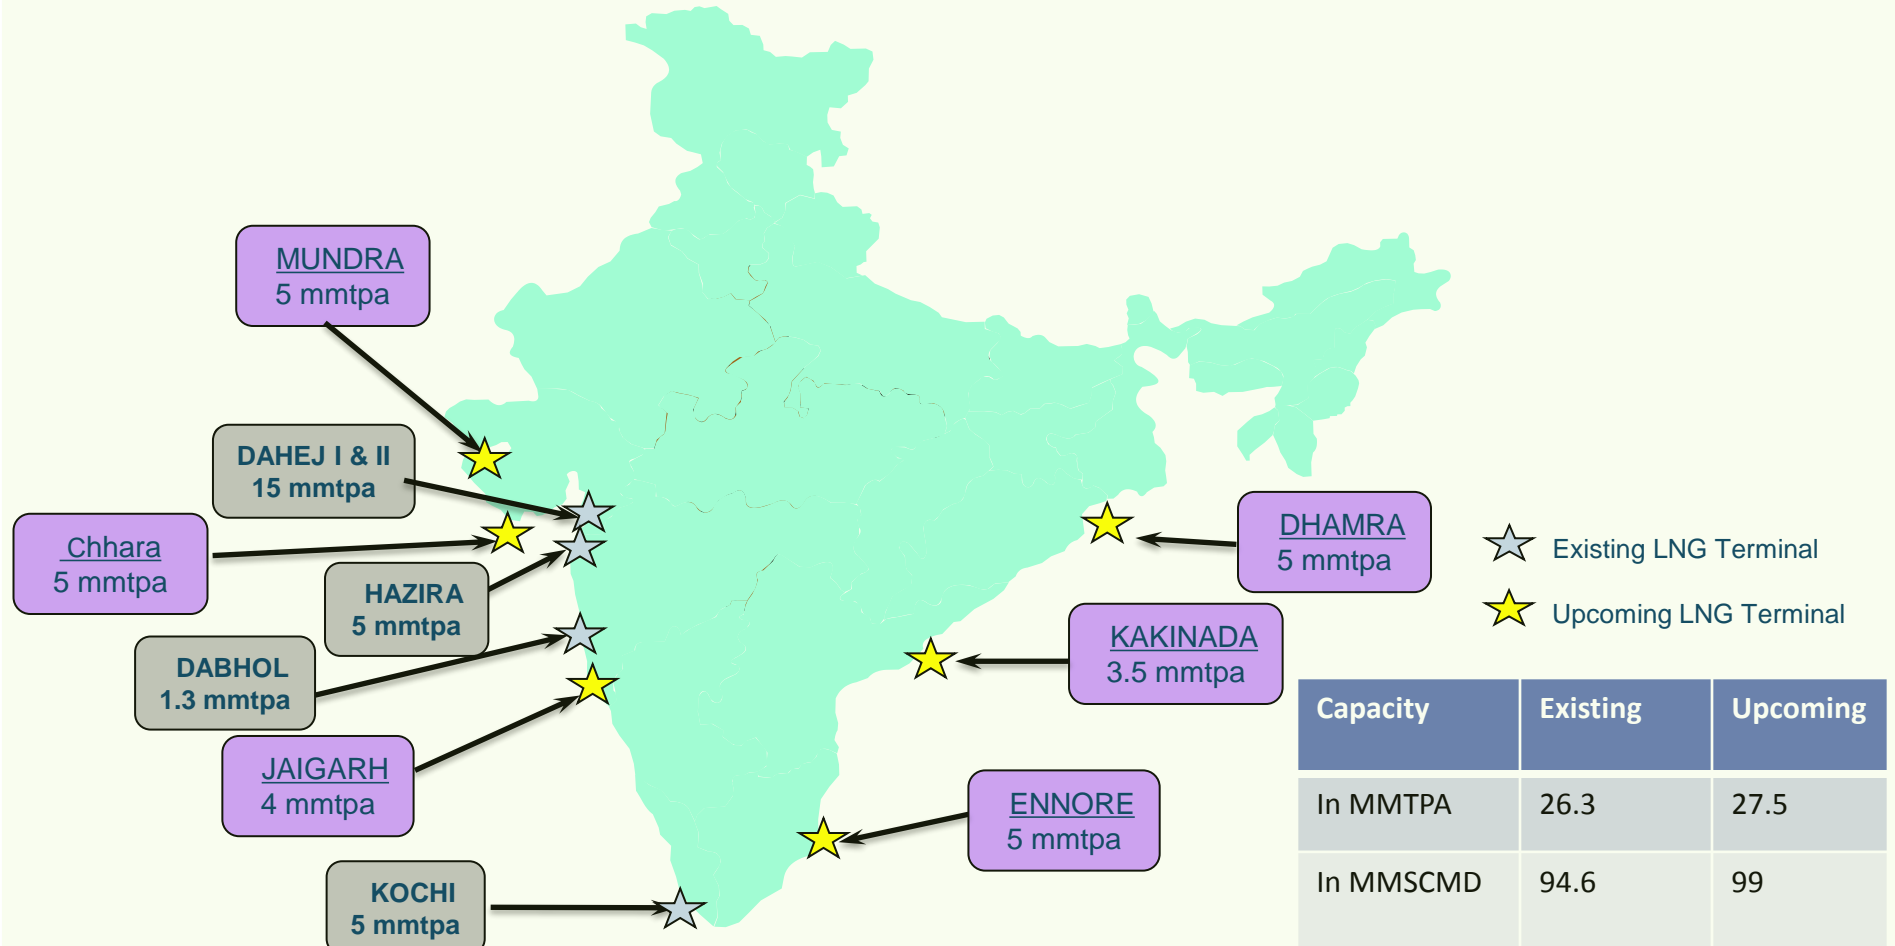 MUNDRA
5 mmtpa
DAHEJ I & II
15 mmtpa
Chhara
5 mmtpa
HAZIRA
5 mmtpa
DABHOL
1.3 mmtpa
JAIGARH
4 mmtpa
KOCHI
5 mmtpa
DHAMRA
5 mmtpa
KAKINADA
3.5 mmtpa
ENNORE
5 mmtpa
Existing LNG Terminal
Upcoming LNG Terminal
Capacity Existing Upcoming
In MMTPA 26.3 27.5
In MMSCMD 94.6 99